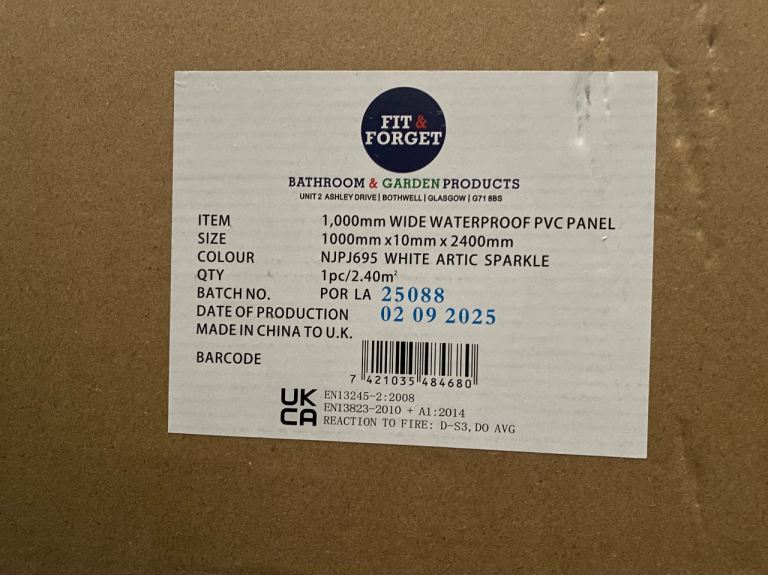 FIT &
FORGET
BATHROOM & GARDEN PRODUCTS
UNIT 2 ASHLEY DRIVE | BOTHWELL | GLASGOW | G71 8BS
ITEM 1,000mm WIDE WATERPROOF PVC PANEL
SIZE 1000mm x10mm x 2400mm
COLOUR NJPJ695 WHITE ARTIC SPARKLE
QTY 1pc/2.40m²
BATCH NO. POR LA 25088
DATE OF PRODUCTION 02 09 2025
MADE IN CHINA TO U.K.
BARCODE
7 421035 484680
UK
CA
EN13245-2:2008
EN13823-2010 + A1:2014
REACTION TO FIRE: D-S3, DO AVG